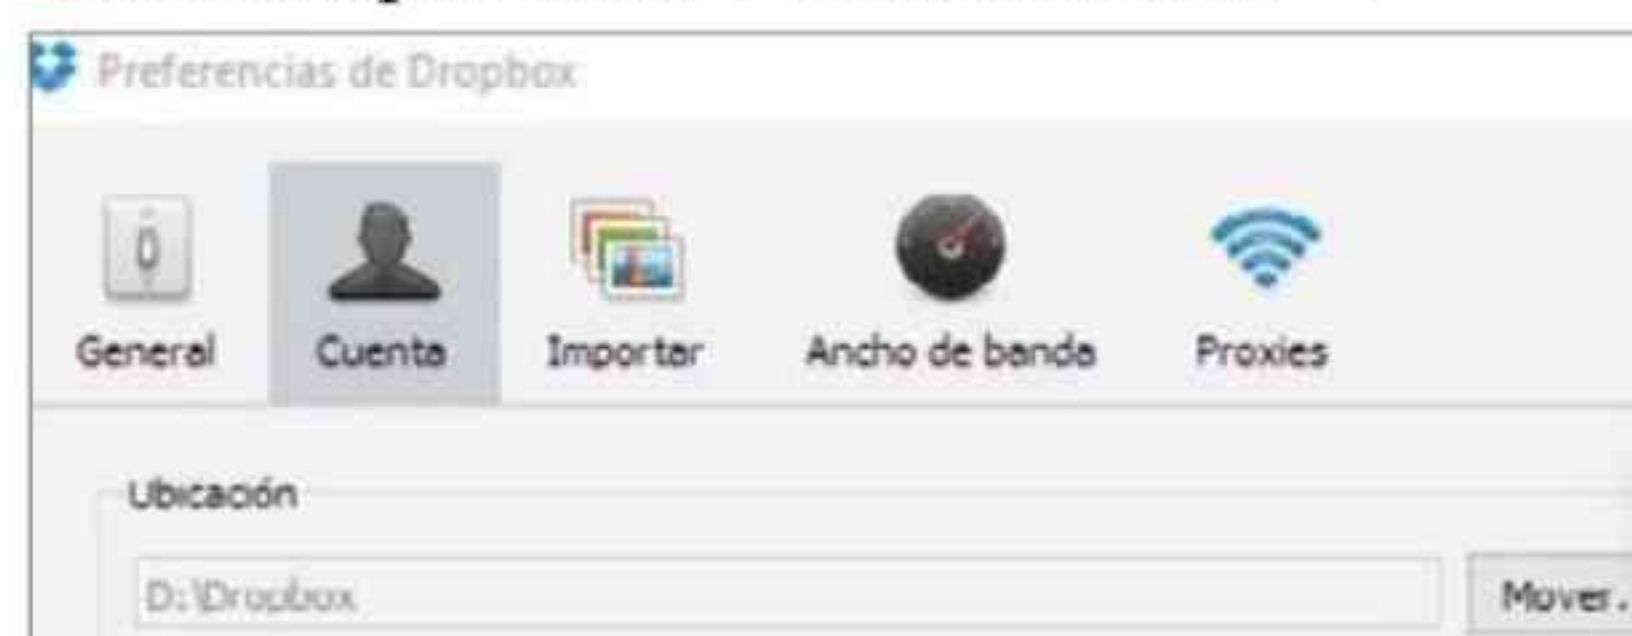 Preferencias de Dropbox
General Cuenta Importar Ancho de banda Proxies
Ubicación
D:\Dropbox Mover.